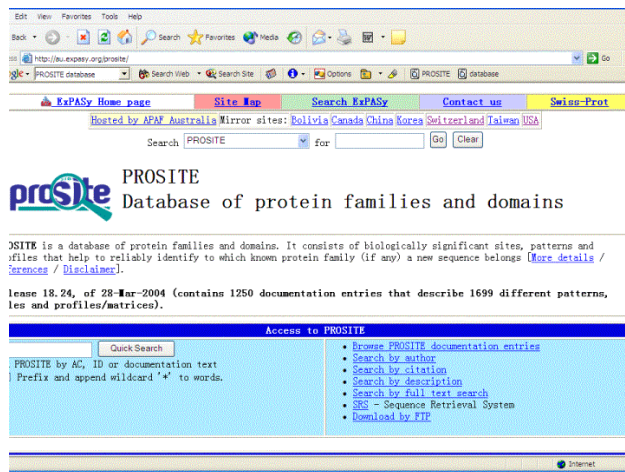 Edit View Favorites Tools Help
Back Search Favorites Media
http://au.expasy.org/prosite/ Go
PROSITE database Search Web Search Site Options PROSITE database
ExPASy Home page Site Map Search ExPASy Contact us Swiss-Prot
Hosted by APAF Australia Mirror sites: Bolivia Canada China Korea Switzerland Taiwan USA
Search PROSITE for Go Clear
prosite
PROSITE
Database of protein families and domains
OSITE is a database of protein families and domains. It consists of biologically significant sites, patterns and
ofiles that help to reliably identify to which known protein family (if any) a new sequence belongs [More details /
ferences / Disclaimer].
lease 18.24, of 28-Mar-2004 (contains 1250 documentation entries that describe 1699 different patterns,
les and profiles/matrices).
Access to PROSITE
Quick Search
PROSITE by AC, ID or documentation text
] Prefix and append wildcard '*' to words.
Browse PROSITE documentation entries
Search by author
Search by citation
Search by description
Search by full text search
SRS - Sequence Retrieval System
Download by FTP
Internet